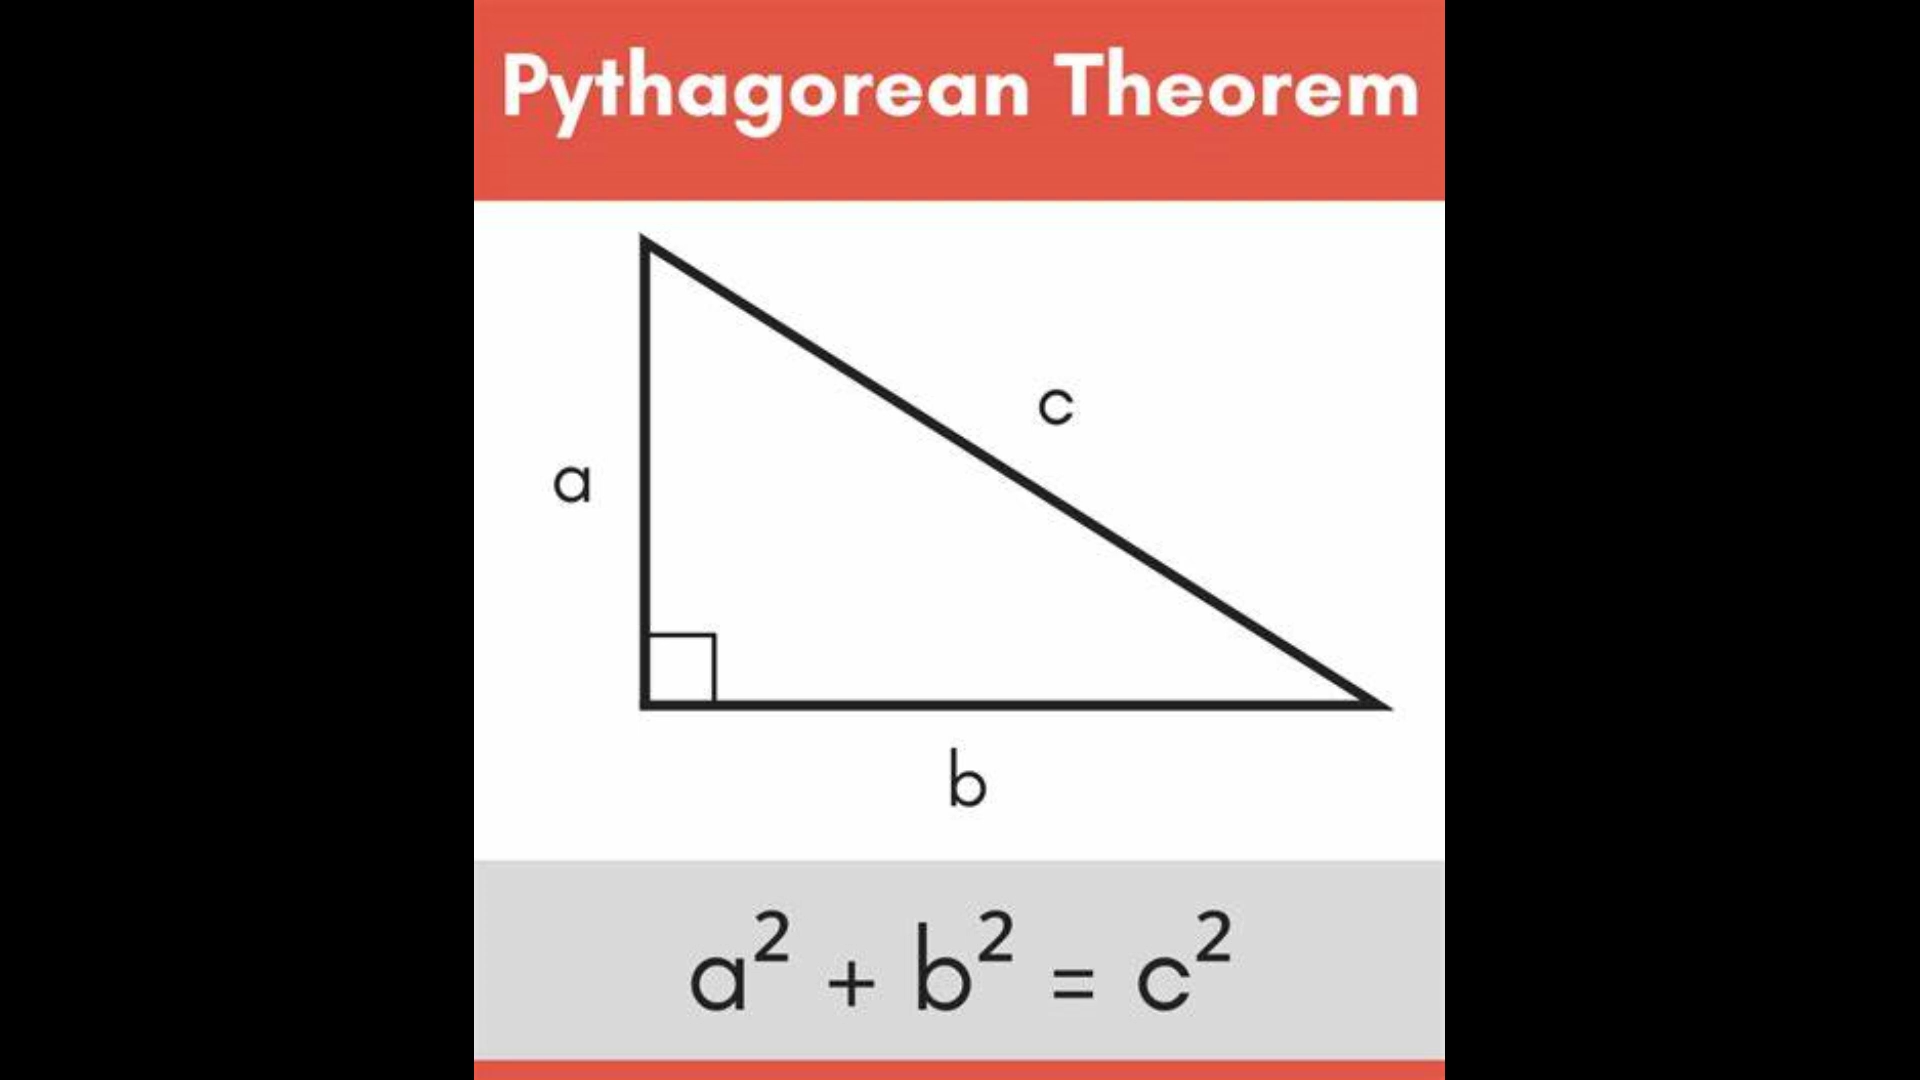 Pythagorean Theorem
c
a
b
a² + b² = c²